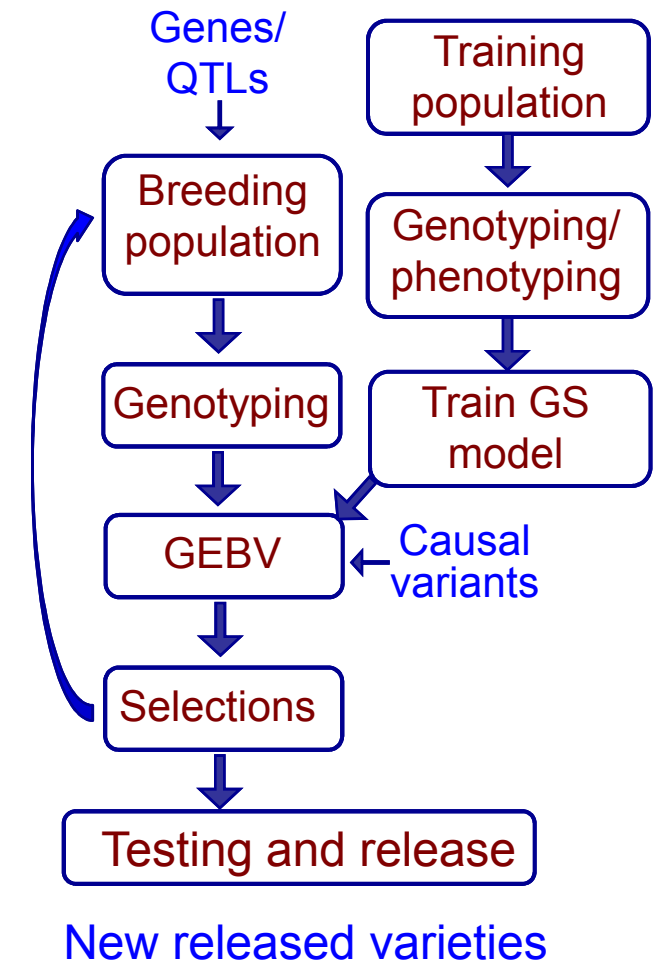 Genes/
QTLs
Training
population
Breeding
population
Genotyping/
phenotyping
Genotyping
Train GS
model
GEBV
Causal
variants
Selections
Testing and release
New released varieties